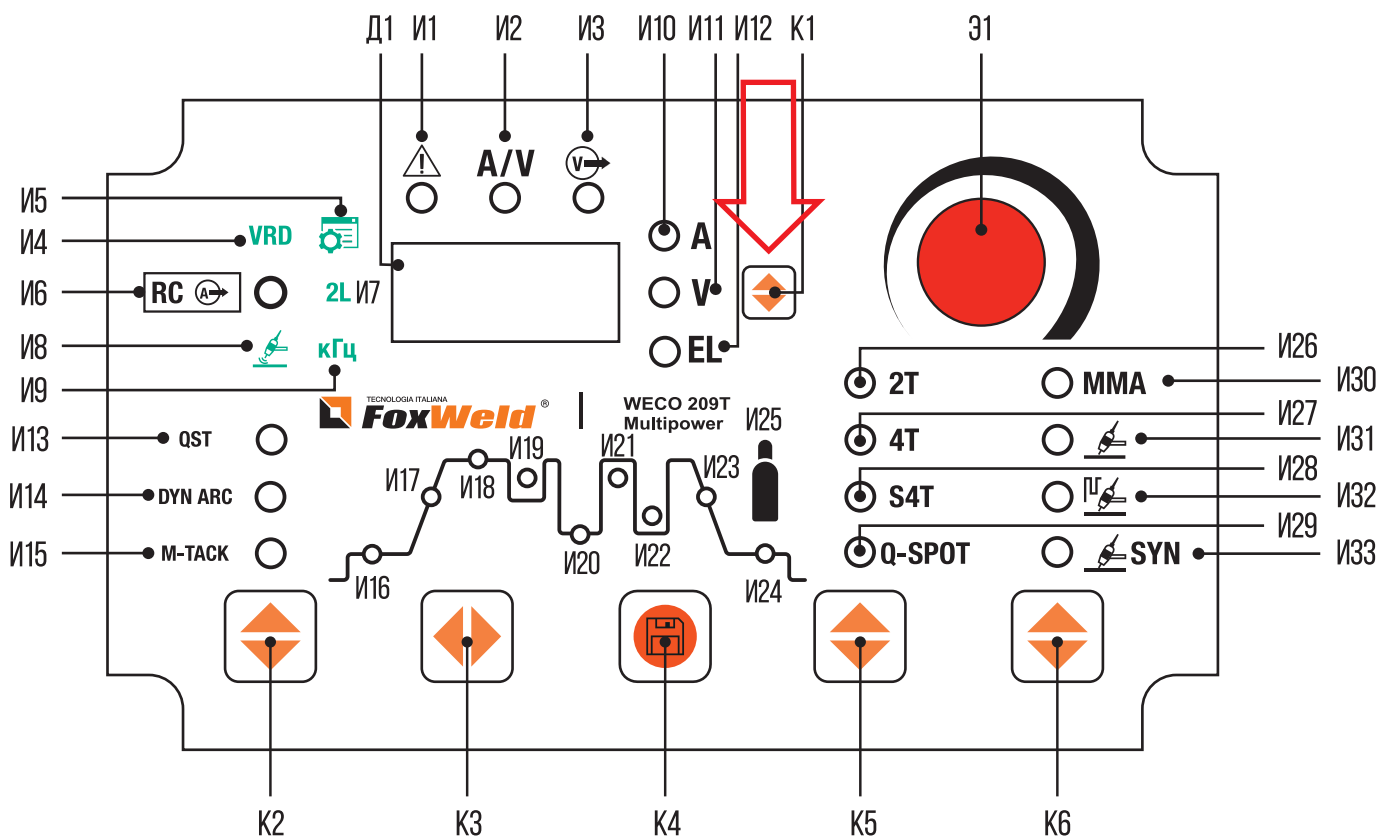 Д1 И1 И2 И3 И10 И11 И12 К1 Э1
A/V
V
И5
И4 VRD
A
И6 RC A 2L И7 V
И8 EL
И9 кГц
И26
2T MMA И30
TECNOLOGIA ITALIANA
FoxWeld ®
WECO 209T
Multipower
И25
И27
И13 QST И19 И21 4T И31
И17 И18 И23
И28
И14 DYN ARC S4T И32
И29
И15 M-TACK И20 И22 Q-SPOT SYN И33
И16 И24
К2 К3 К4 К5 К6